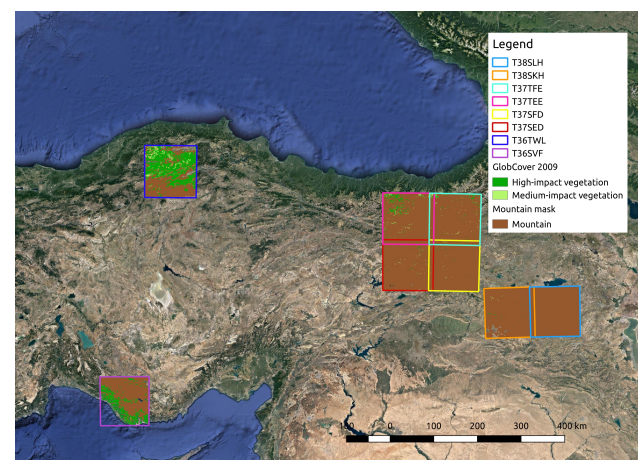 Legend
T38SLH
T38SKH
T37TFE
T37TEE
T37SFD
T37SED
T36TWL
T36SVF
GlobCover 2009
High-impact vegetation
Medium-impact vegetation
Mountain mask
Mountain
100 0 100 200 300 400 km